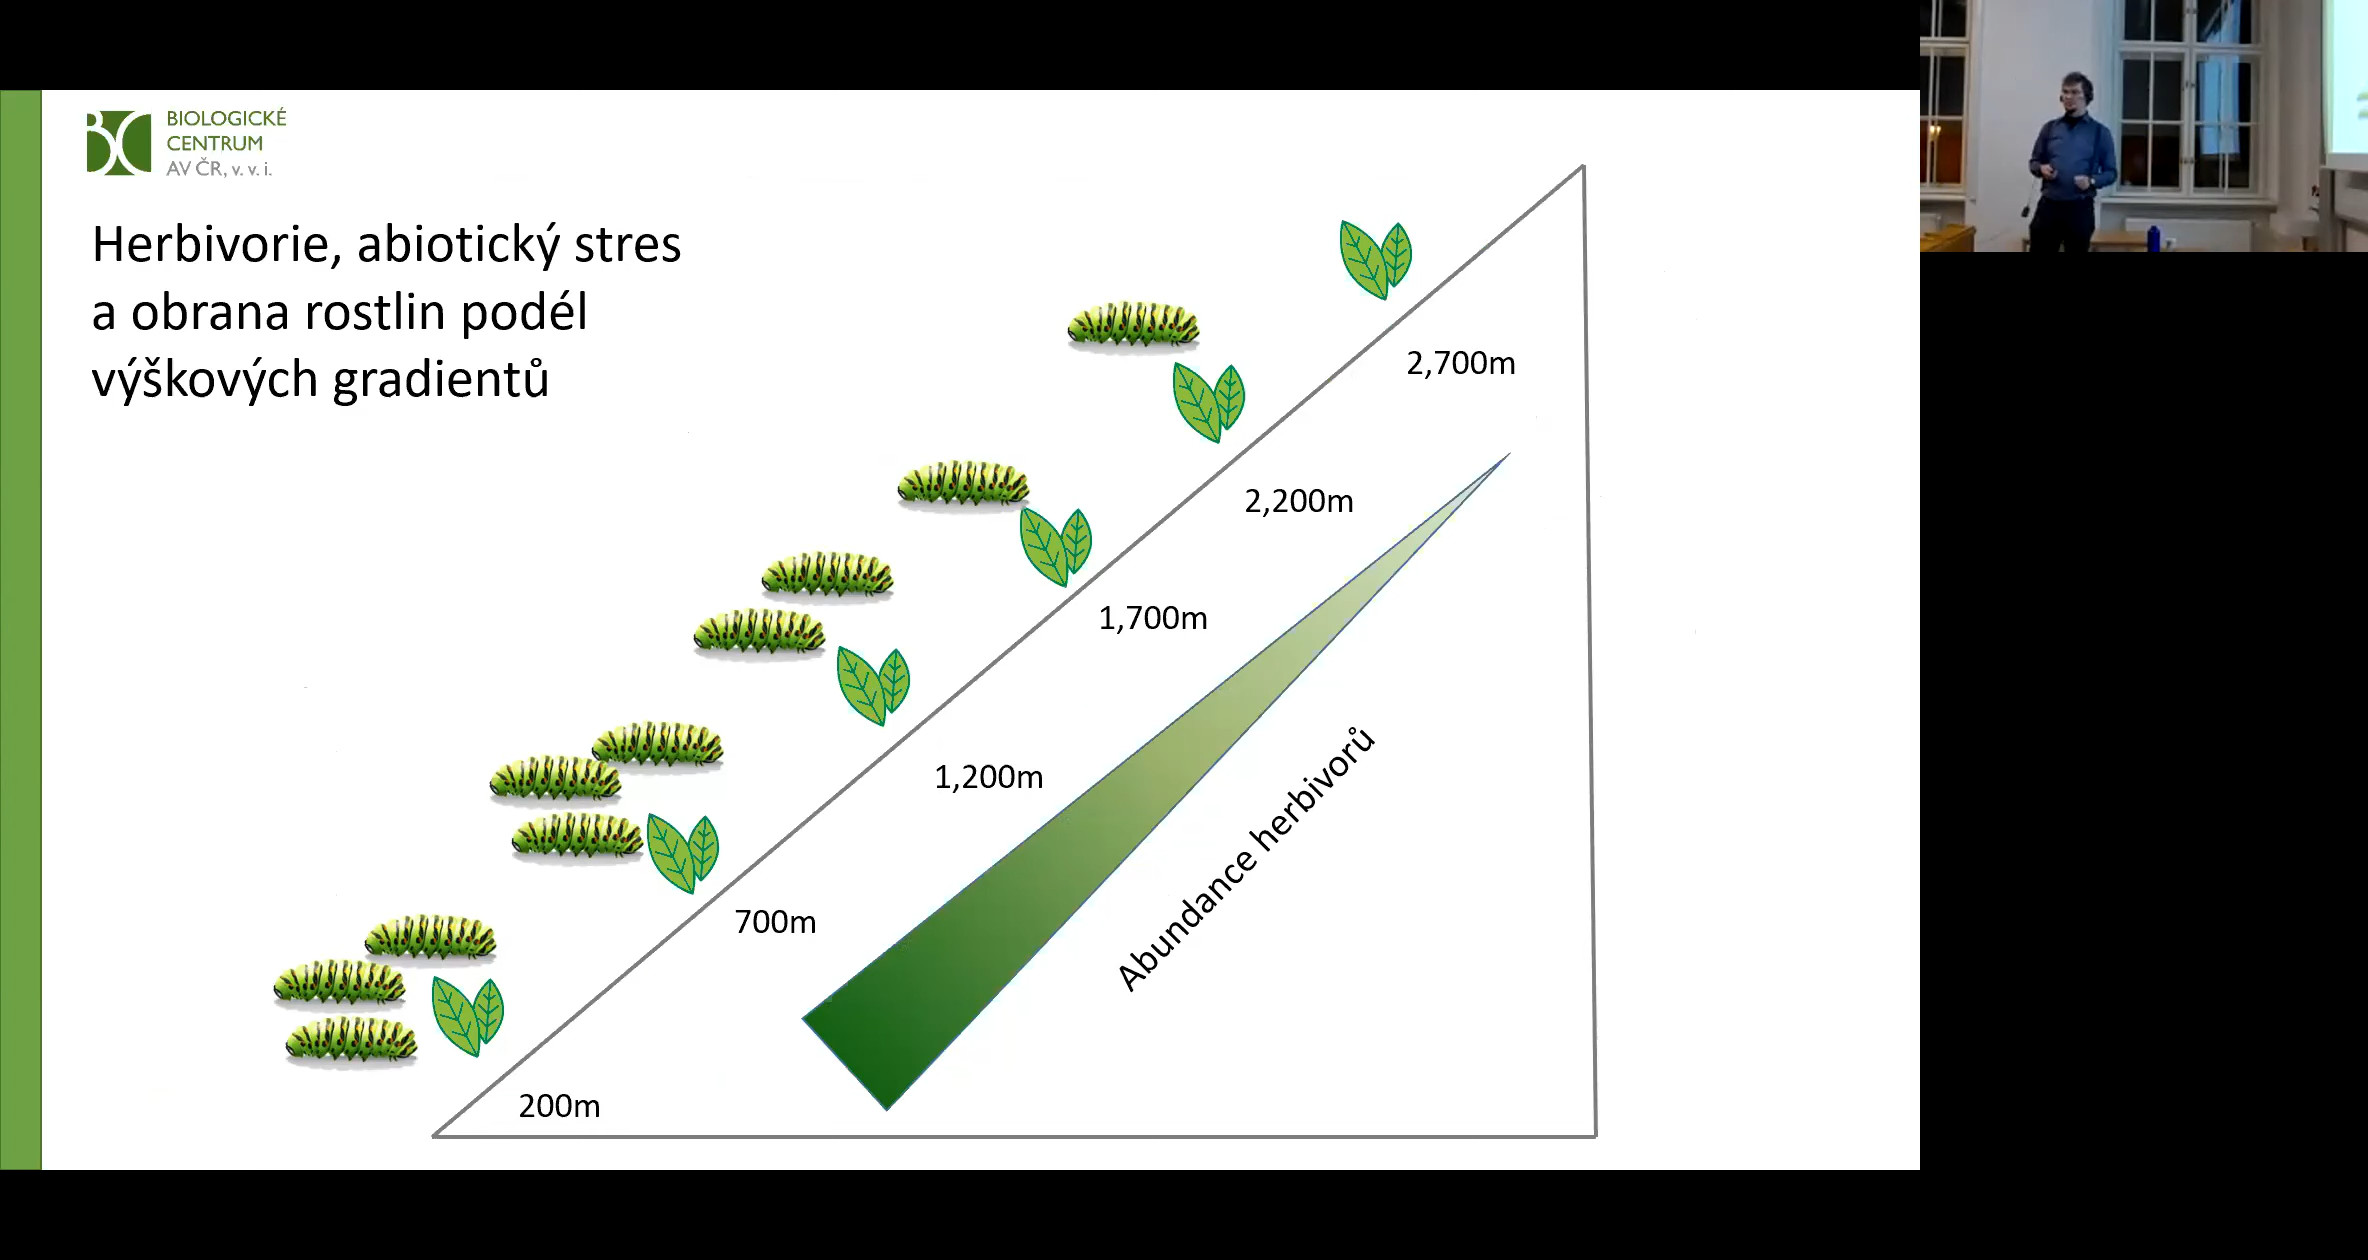 BIOLOGICKÉ
CENTRUM
AV ČR, v. v. i.
Herbivorie, abiotický stres
a obrana rostlin podél
výškových gradientů
2,700m
2,200m
1,700m
1,200m
700m
200m
Abundance herbivorů